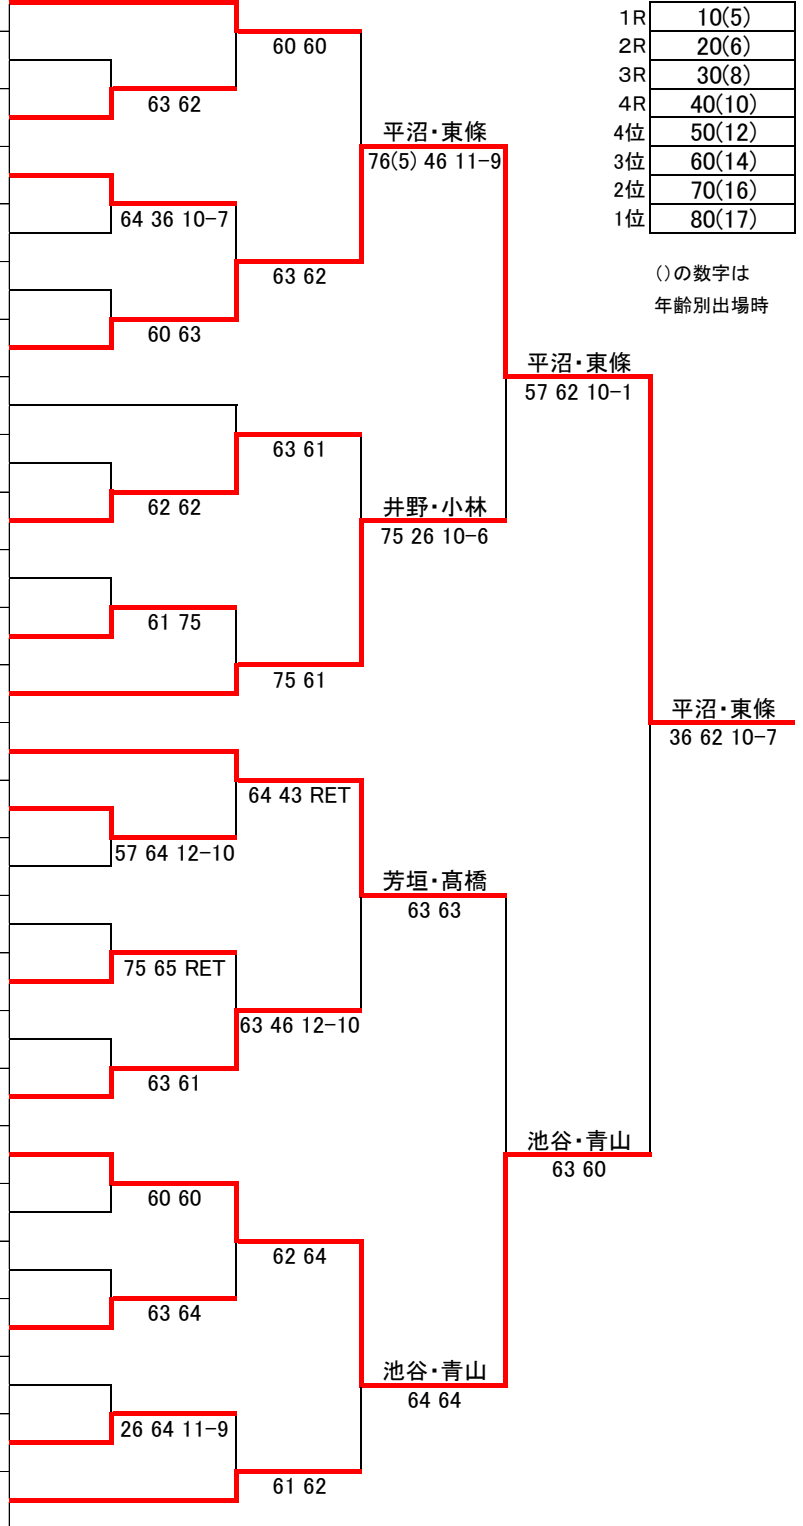 1R 10(5)
2R 20(6)
3R 30(8)
4R 40(10)
4位 50(12)
3位 60(14)
2位 70(16)
1位 80(17)
()の数字は
年齢別出場時
60 60
63 62
平沼・東條
76(5) 46 11-9
64 36 10-7
63 62
60 63
平沼・東條
57 62 10-1
63 61
62 62
井野・小林
75 26 10-6
61 75
75 61
平沼・東條
36 62 10-7
64 43 RET
57 64 12-10
芳垣・髙橋
63 63
75 65 RET
63 46 12-10
63 61
池谷・青山
63 60
60 60
62 64
63 64
池谷・青山
64 64
26 64 11-9
61 62